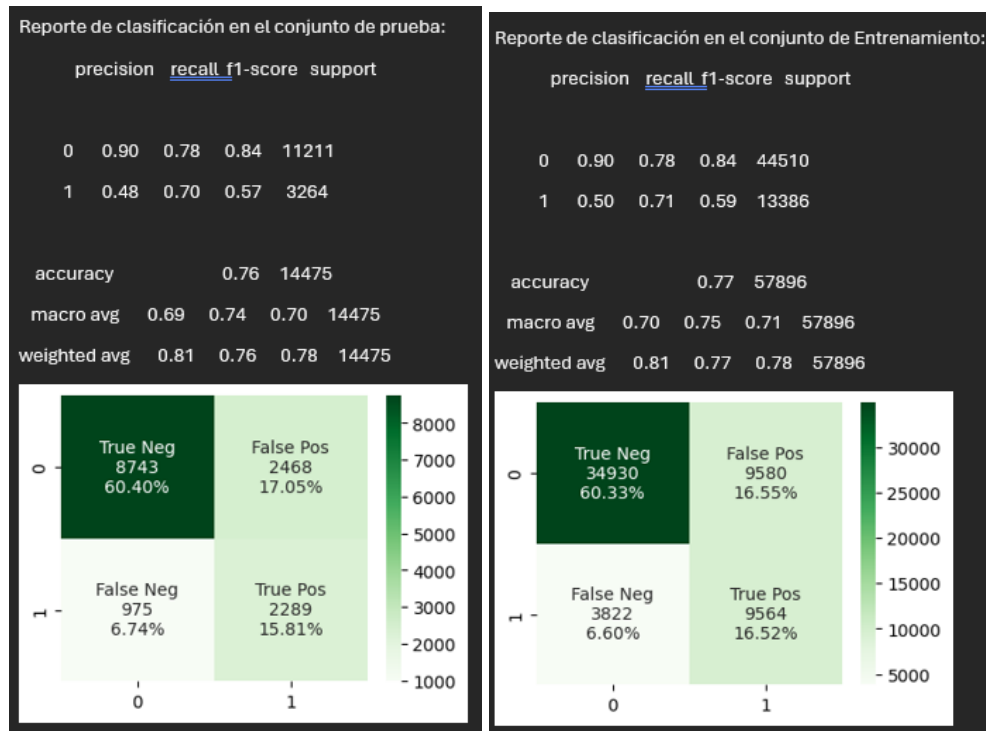 Reporte de clasificación en el conjunto de prueba:
precision recall f1-score support
0 0.90 0.78 0.84 11211
1 0.48 0.70 0.57 3264
accuracy 0.76 14475
macro avg 0.69 0.74 0.70 14475
weighted avg 0.81 0.76 0.78 14475
True Neg
8743
60.40%
False Pos
2468
17.05%
False Neg
975
6.74%
True Pos
2289
15.81%
0
1
0
1
8000
7000
6000
5000
4000
3000
2000
1000
Reporte de clasificación en el conjunto de Entrenamiento:
precision recall f1-score support
0 0.90 0.78 0.84 44510
1 0.50 0.71 0.59 13386
accuracy 0.77 57896
macro avg 0.70 0.75 0.71 57896
weighted avg 0.81 0.77 0.78 57896
True Neg
34930
60.33%
False Pos
9580
16.55%
False Neg
3822
6.60%
True Pos
9564
16.52%
0
1
0
1
30000
25000
20000
15000
10000
5000